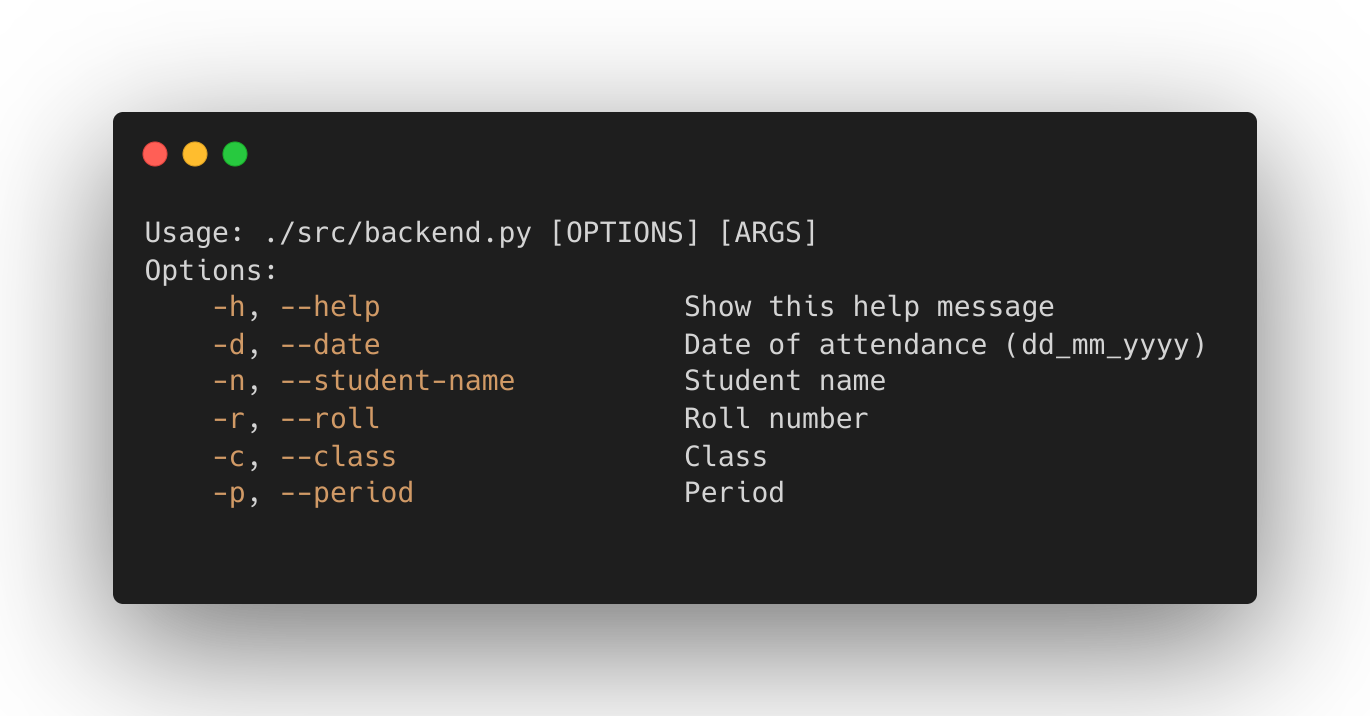 Usage: ./src/backend.py [OPTIONS] [ARGS]
Options:
    -h, --help                  Show this help message
    -d, --date                  Date of attendance (dd_mm_yyyy)
    -n, --student-name          Student name
    -r, --roll                  Roll number
    -c, --class                 Class
    -p, --period                Period